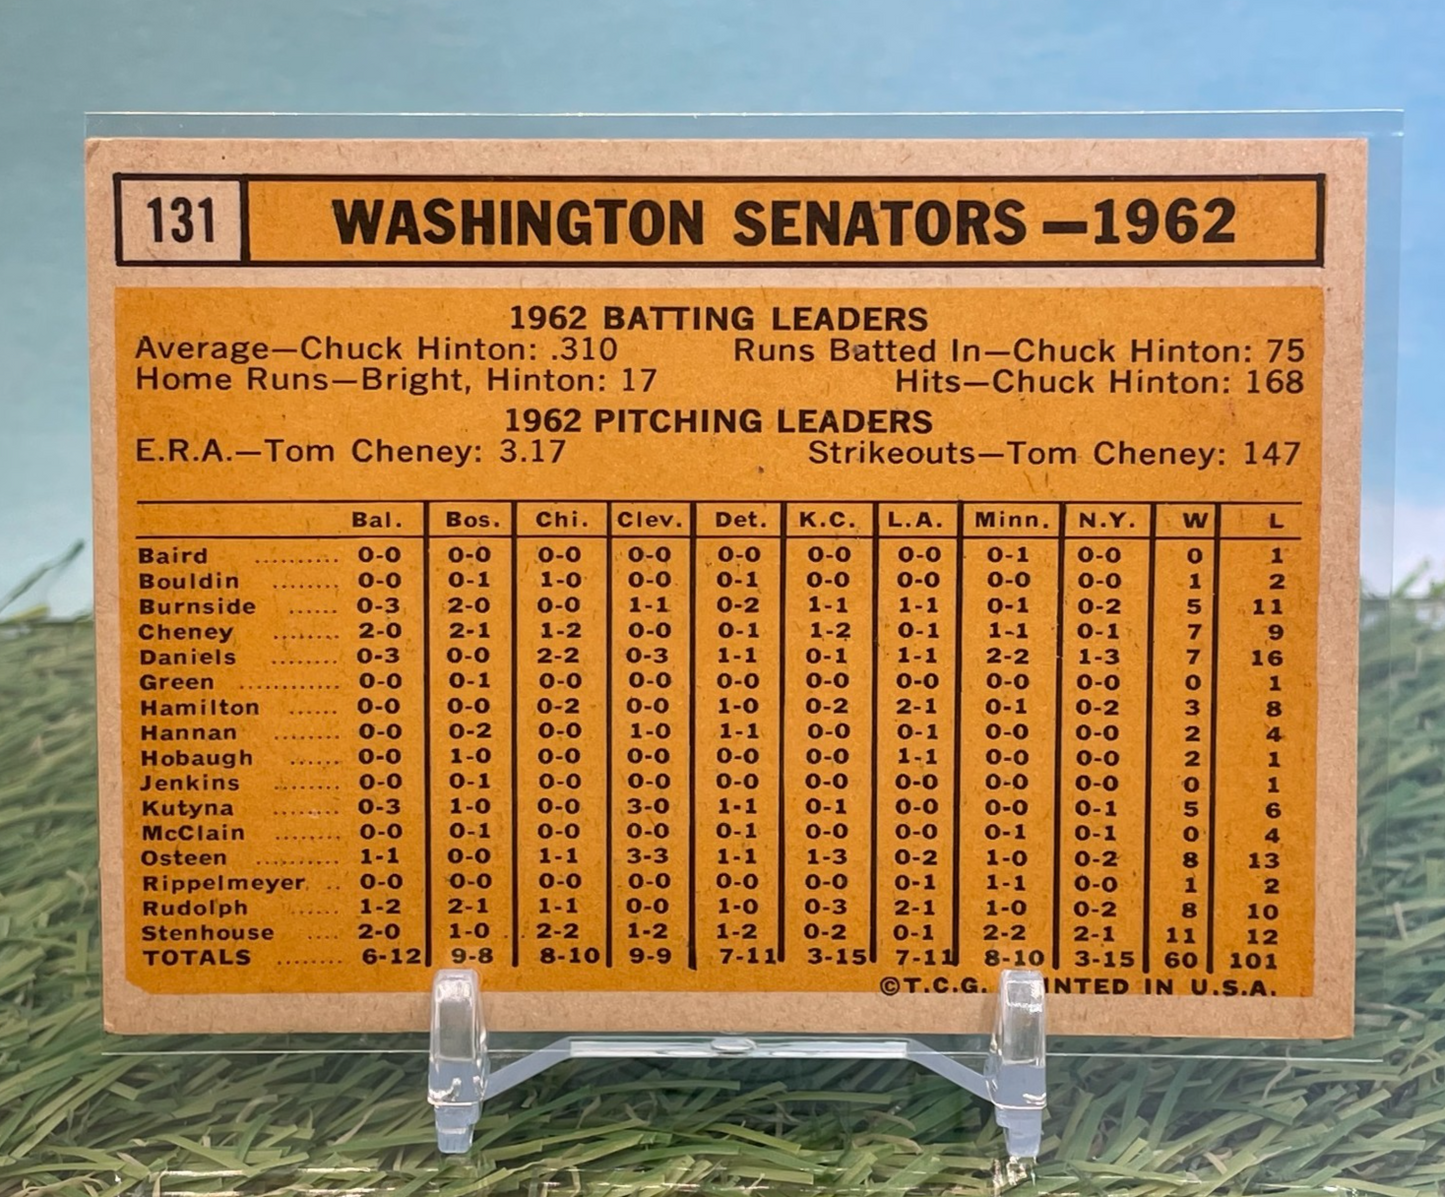 131 WASHINGTON SENATORS —1962
1962 BATTING LEADERS
Average—Chuck Hinton: .310 Runs Batted In—Chuck Hinton: 75
Home Runs—Bright, Hinton: 17 Hits—Chuck Hinton: 168
1962 PITCHING LEADERS
E.R.A.—Tom Cheney: 3.17 Strikeouts—Tom Cheney: 147
Bal. Bos. Chi. Clev. Det. K.C. L.A. Minn. N.Y. W L
Baird .......... 0-0 0-0 0-0 0-0 0-0 0-0 0-0 0-1 0-0 0 1
Bouldin ........ 0-0 0-1 1-0 0-0 0-1 0-0 0-0 0-0 0-0 1 2
Burnside ...... 0-3 2-0 0-0 1-1 0-2 1-1 1-1 0-1 0-2 5 11
Cheney ........ 2-0 2-1 1-2 0-0 0-1 1-2 0-1 1-1 0-1 7 9
Daniels ........ 0-3 0-0 2-2 0-3 1-1 0-1 1-1 2-2 1-3 7 16
Green ............ 0-0 0-1 0-0 0-0 0-0 0-0 0-0 0-0 0-0 0 1
Hamilton ...... 0-0 0-0 0-2 0-0 1-0 0-2 2-1 0-1 0-2 3 8
Hannan ........ 0-0 0-2 0-0 1-0 1-1 0-0 0-1 0-0 0-0 2 4
Hobaugh ...... 0-0 1-0 0-0 0-0 0-0 0-0 1-1 0-0 0-0 2 1
Jenkins ........ 0-0 0-1 0-0 0-0 0-0 0-0 0-0 0-0 0-0 0 1
Kutyna ........ 0-3 1-0 0-0 3-0 1-1 0-1 0-0 0-0 0-1 5 6
McClain ........ 0-0 0-1 0-0 0-0 0-1 0-0 0-0 0-1 0-1 0 4
Osteen .......... 1-1 0-0 1-1 3-3 1-1 1-3 0-2 1-0 0-2 8 13
Rippelmeyer .. 0-0 0-0 0-0 0-0 0-0 0-0 0-1 1-1 0-0 1 2
Rudolph ...... 1-2 2-1 1-1 0-0 1-0 0-3 2-1 1-0 0-2 8 10
Stenhouse .... 2-0 1-0 2-2 1-2 1-2 0-2 0-1 2-2 2-1 11 12
TOTALS ........ 6-12 9-8 8-10 9-9 7-11 3-15 7-11 8-10 3-15 60 101
©T.C.G. INTED IN U.S.A.